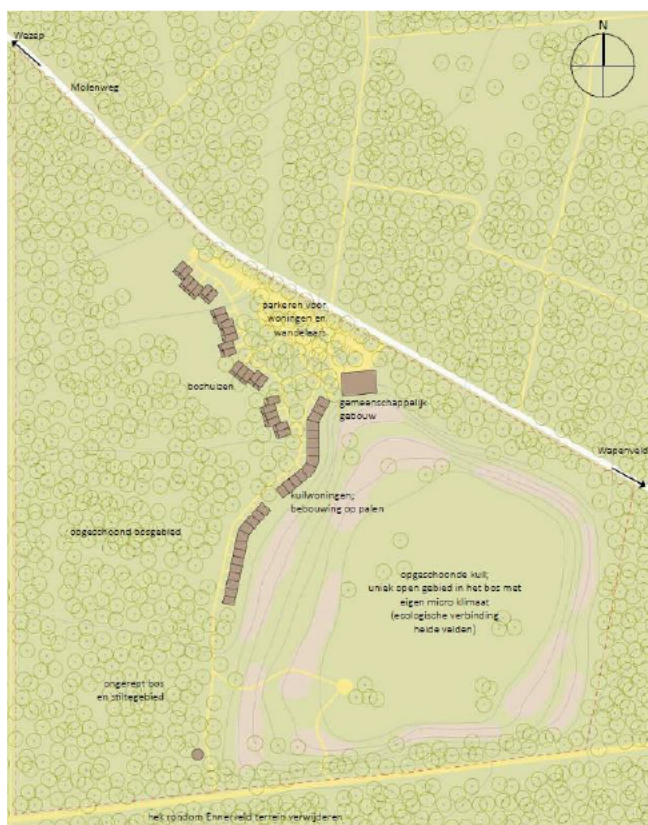 N
Wezep
Molenweg
parkeren voor
woningen en
wandelaars
boshuizen
gemeenschappelijk
gebouw
Wapenveld
kuilwoningen;
bebouwing op palen
opgeschoond bosgebied
opgeschoonde kuil;
uniek open gebied in het bos met
eigen micro klimaat
(ecologische verbinding
heide velden)
ongerept bos
en stiltegebied
hek rondom Ennerveld terrein verwijderen